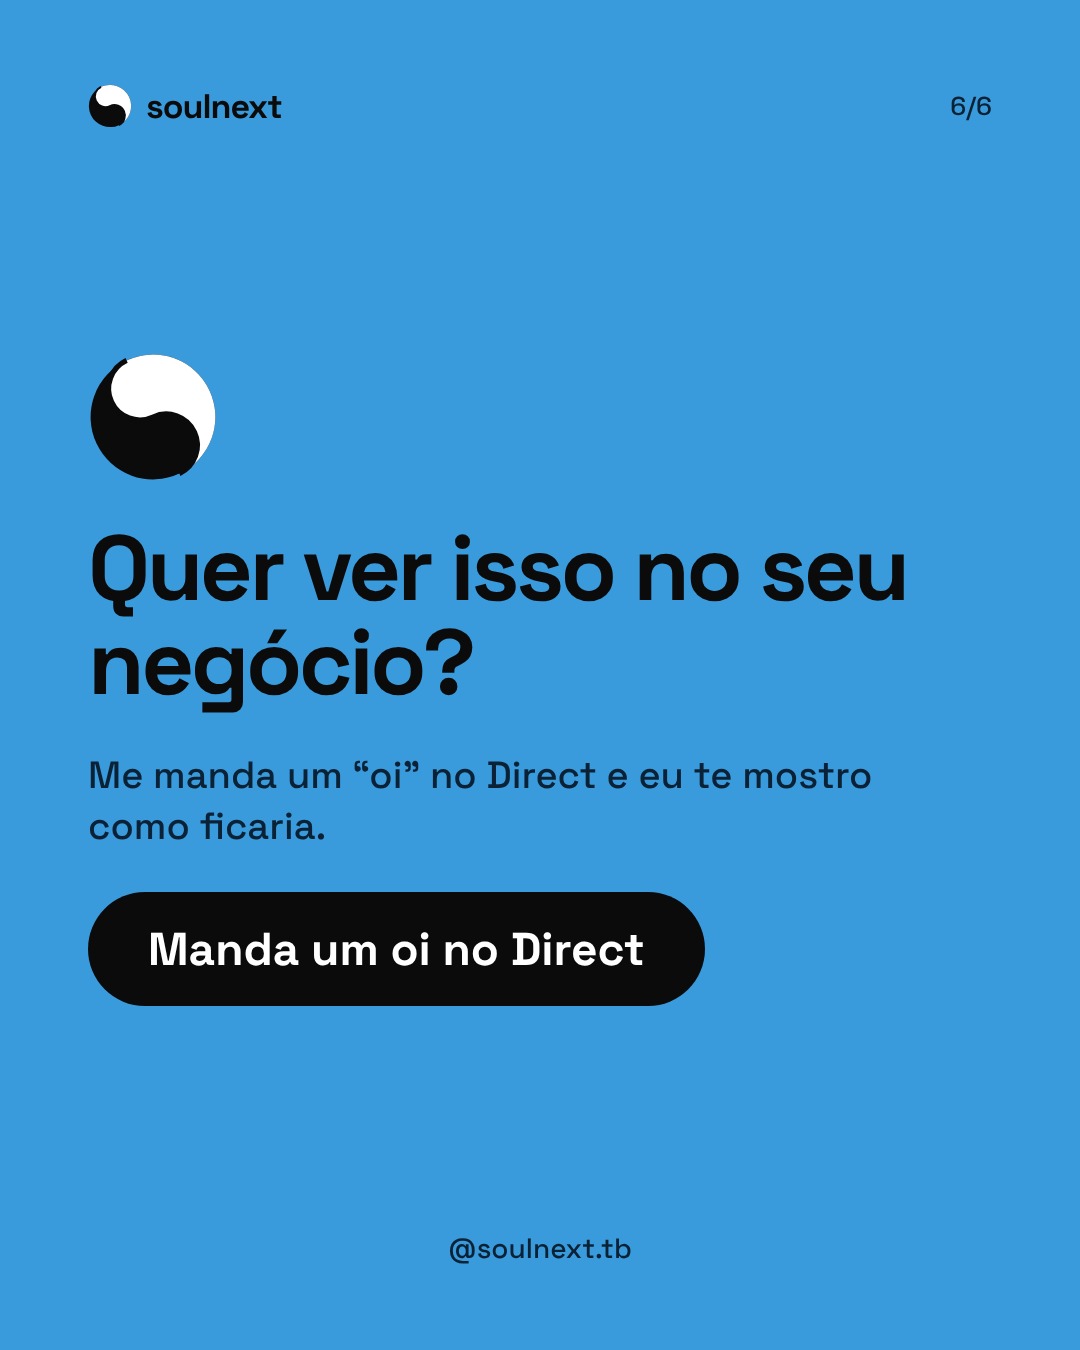 soulnext
6/6
Quer ver isso no seu
negócio?
Me manda um “oi” no Direct e eu te mostro
como ficaria.
Manda um oi no Direct
@soulnext.tb